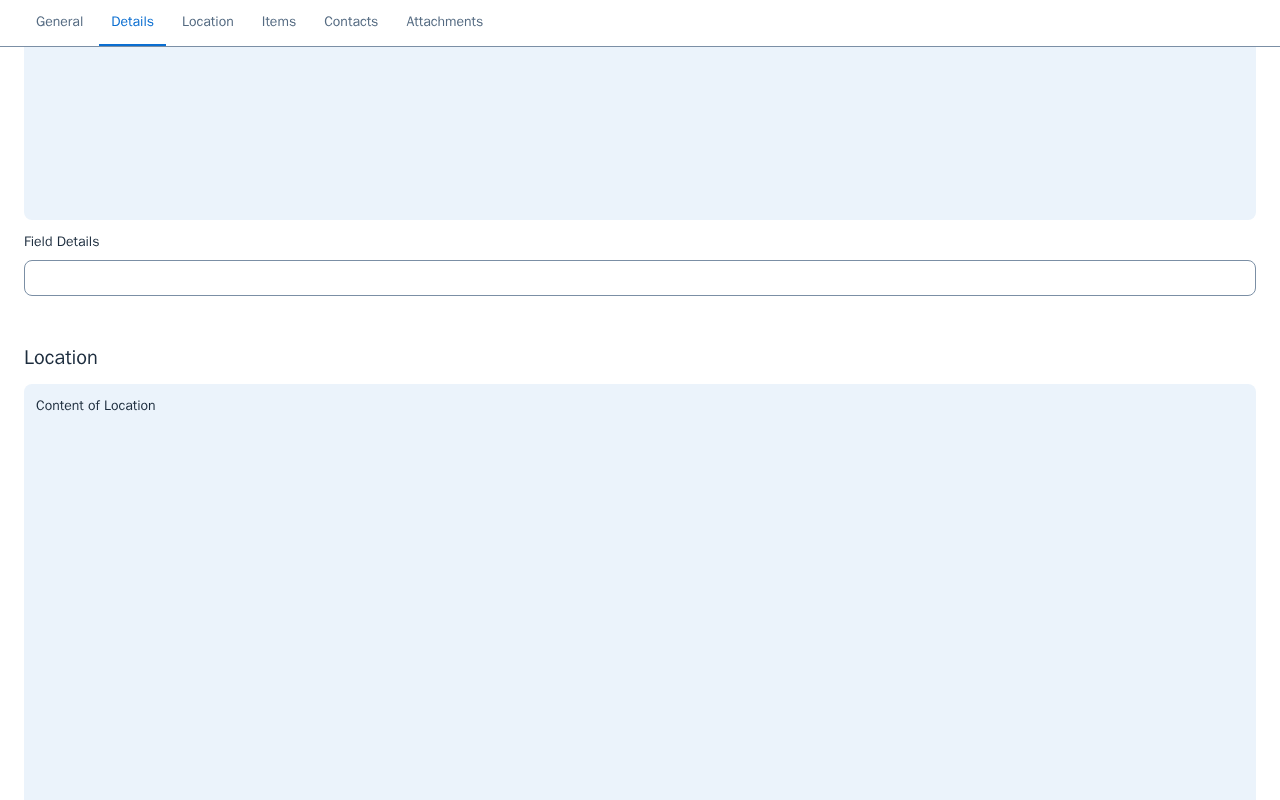 General Details Location Items Contacts Attachments
Field Details
Location
Content of Location